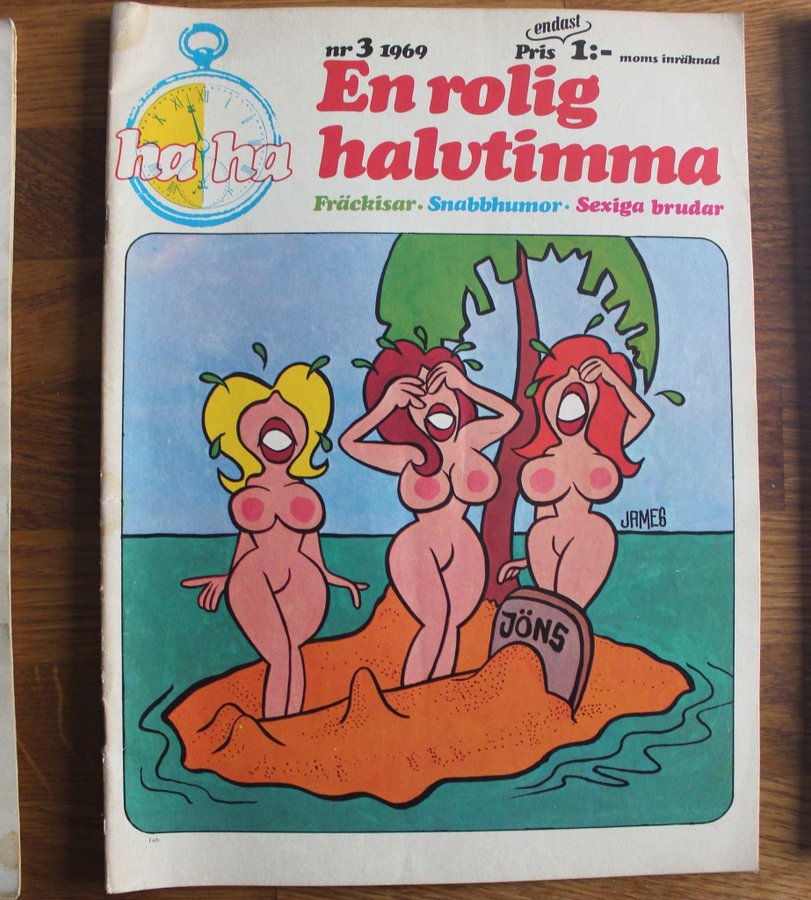 ha ha
nr 3 1969
endast
Pris 1:- moms inräknad
En rolig
halvtimma
Fräckisar · Snabbhumor · Sexiga brudar
JAMES
JÖNS
Feb.